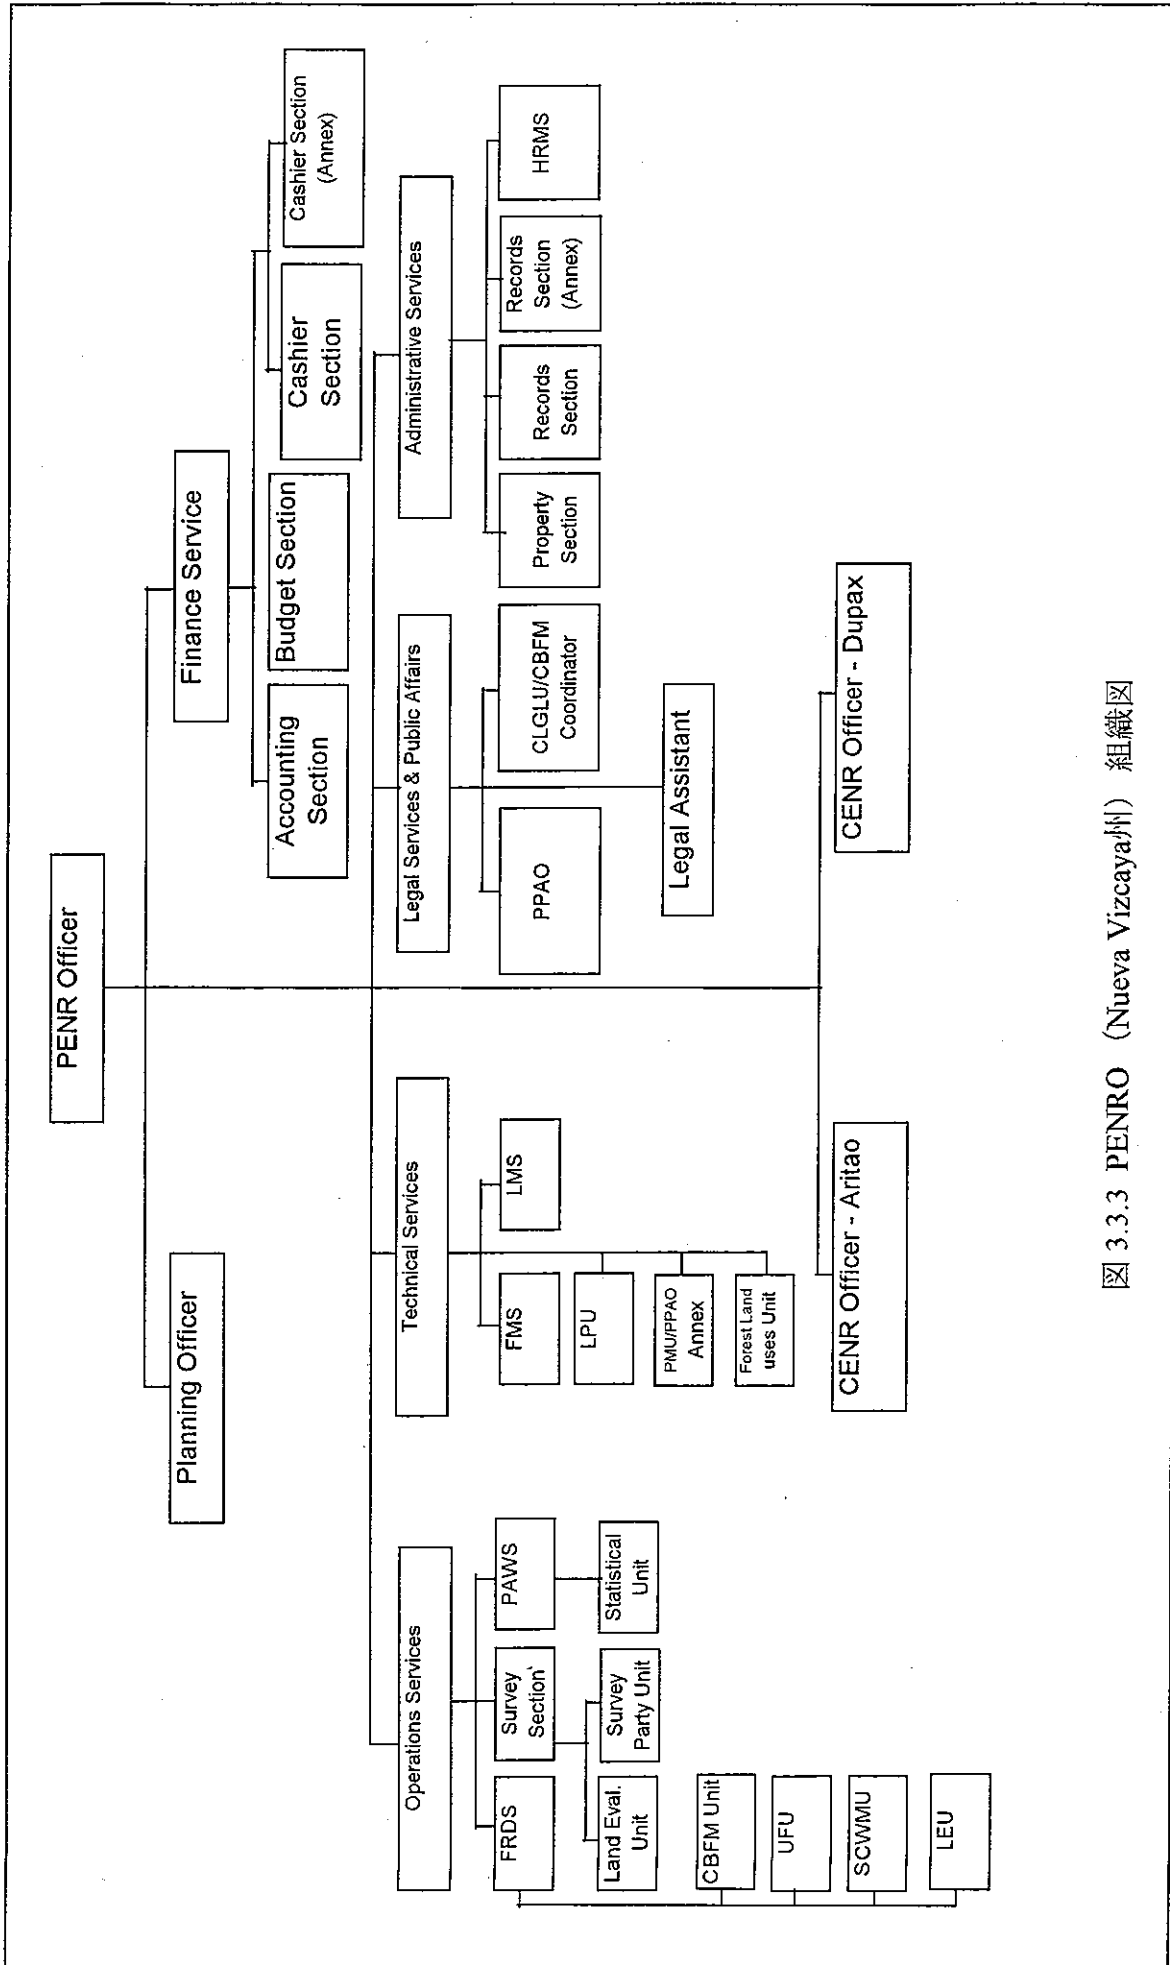 PENR Officer
Planning Officer
Finance Service
Accounting
Section
Budget Section
Cashier
Section
Cashier Section
(Annex)
Operations Services
Technical Services
Legal Services & Public Affairs
Administrative Services
FRDS
Survey
Section
PAWS
FMS
LMS
PPAO
CLGLU/CBFM
Coordinator
Property
Section
Records
Section
Records
Section
(Annex)
HRMS
Land Eval.
Unit
Survey
Party Unit
Statistical
Unit
LPU
PMU/PPAO
Annex
Forest Land
uses Unit
Legal Assistant
CBFM Unit
UFU
SCWMU
LEU
CENR Officer - Aritao
CENR Officer - Dupax
図 3.3.3 PENRO （Nueva Vizcaya州） 組織図